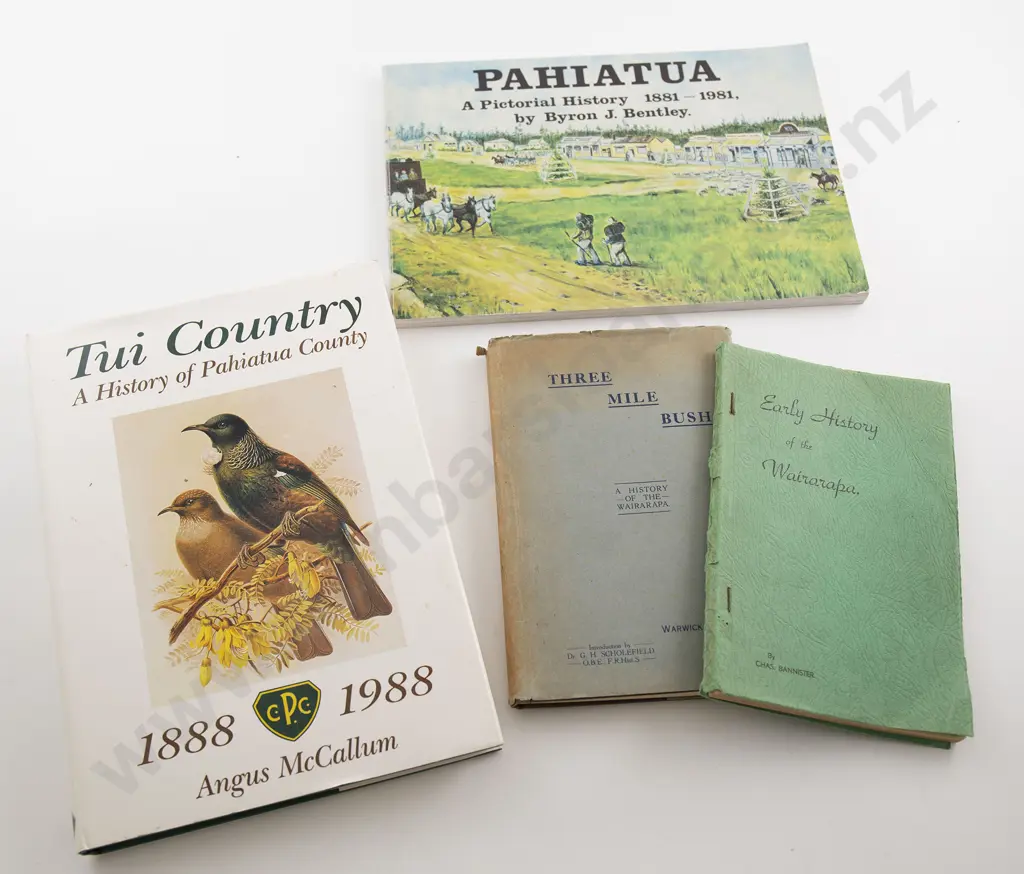 PAHIATUA
A Pictorial History 1881 – 1981,
by Byron J. Bentley.
Tui Country
A History of Pahiatua County
1888 C.P.C 1988
Angus McCallum
THREE
MILE
BUSH
A HISTORY
— OF THE —
WAIRARAPA
WARWICK
Introduction by
Dr. G. H. SCHOLEFIELD
O.B.E., F.R.Hist.S.
Early History
of the
Wairarapa.
By
CHAS. BANNISTER.